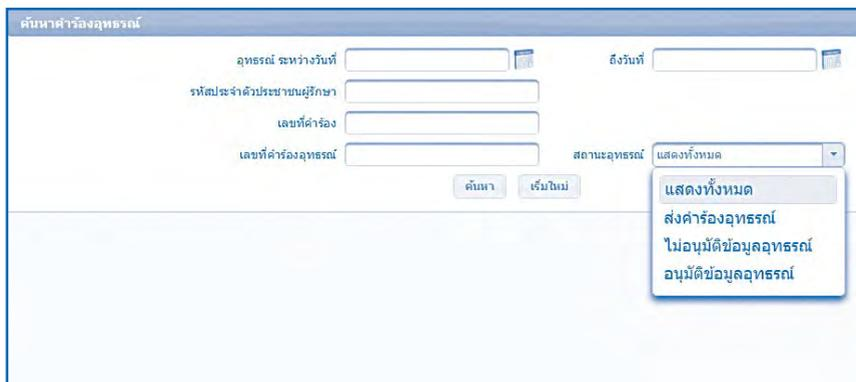 ค้นหาคำร้องอุทธรณ์
อุทธรณ์ ระหว่างวันที่ ถึงวันที่
รหัสประจำตัวประชาชนผู้รักษา
เลขที่คำร้อง
เลขที่คำร้องอุทธรณ์ สถานะอุทธรณ์ แสดงทั้งหมด
ค้นหา เริ่มใหม่
แสดงทั้งหมด
ส่งคำร้องอุทธรณ์
ไม่อนุมัติข้อมูลอุทธรณ์
อนุมัติข้อมูลอุทธรณ์